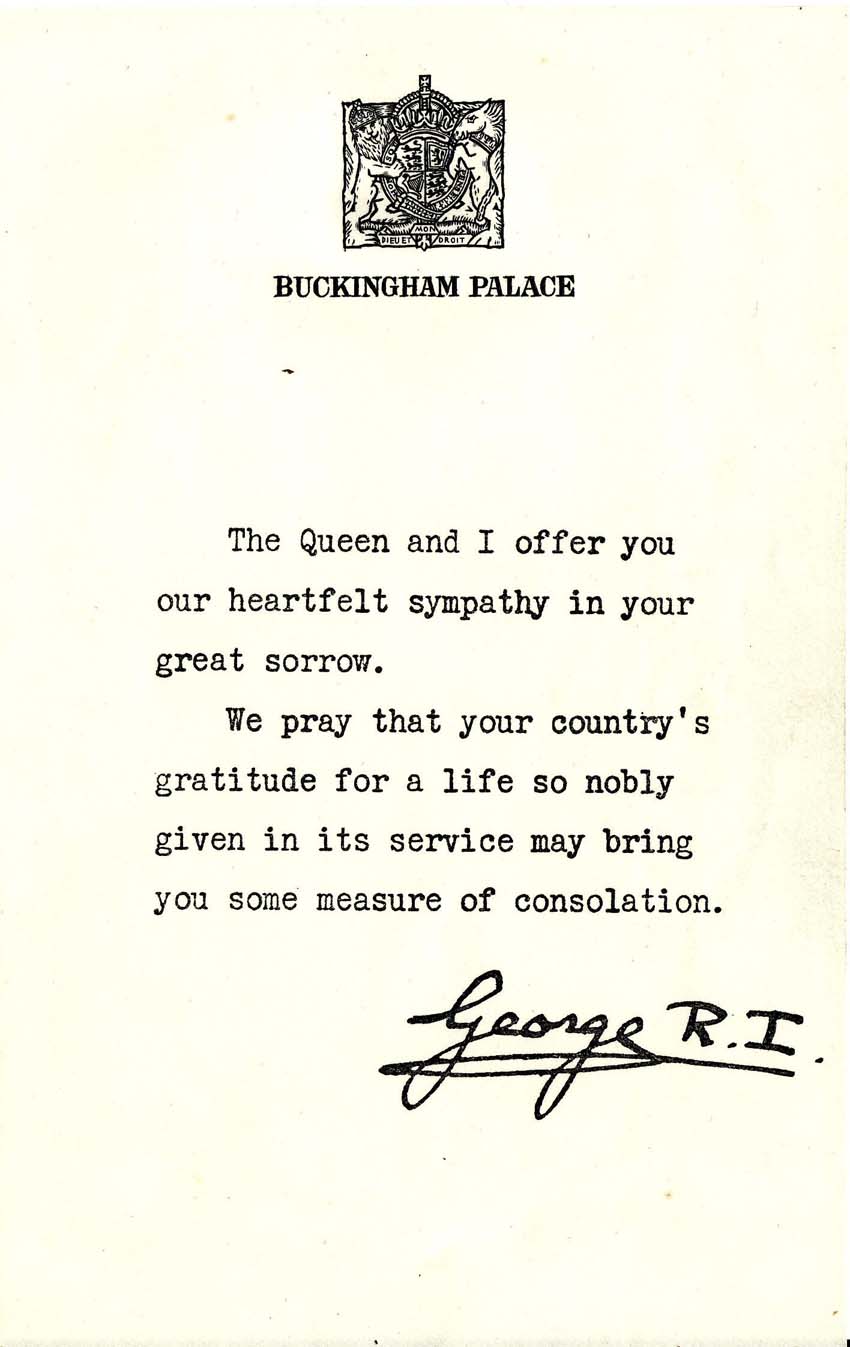 MON
DIEU ET DROIT
BUCKINGHAM PALACE
The Queen and I offer you
our heartfelt sympathy in your
great sorrow.
We pray that your country's
gratitude for a life so nobly
given in its service may bring
you some measure of consolation.
George R.I.